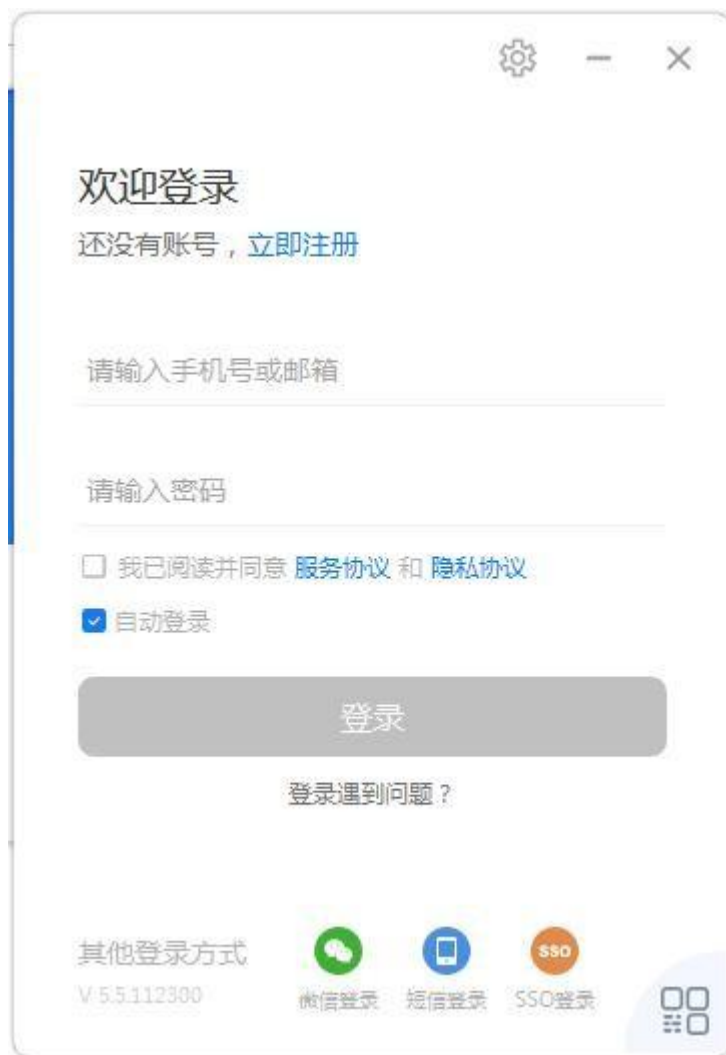 欢迎登录
还没有账号，立即注册
请输入手机号或邮箱
请输入密码
我已阅读并同意 服务协议 和 隐私协议
自动登录
登录
登录遇到问题？
其他登录方式
V 5.5.112300
SSO
微信登录 短信登录 SSO登录